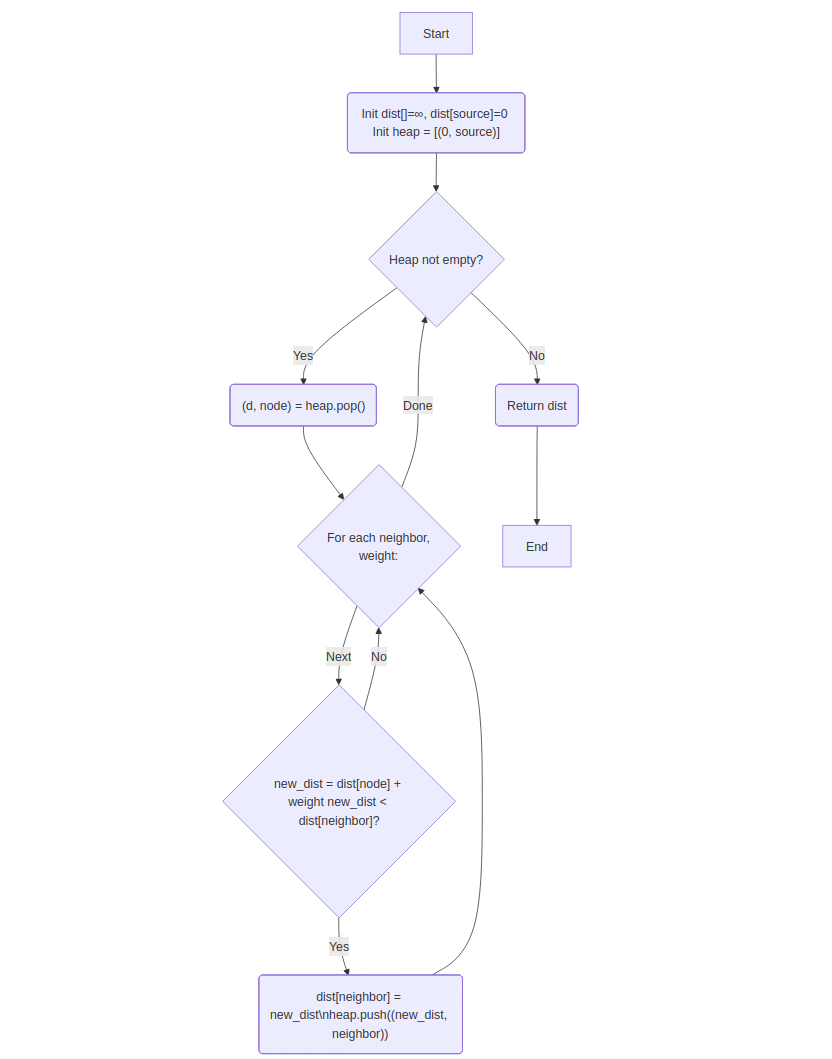 Start
Init dist[]=∞, dist[source]=0
Init heap = [(0, source)]
Heap not empty?
Yes
No
(d, node) = heap.pop()
Done
Return dist
For each neighbor,
weight:
End
Next
No
new_dist = dist[node] +
weight new_dist <
dist[neighbor]?
Yes
dist[neighbor] =
new_dist\nheap.push((new_dist,
neighbor))